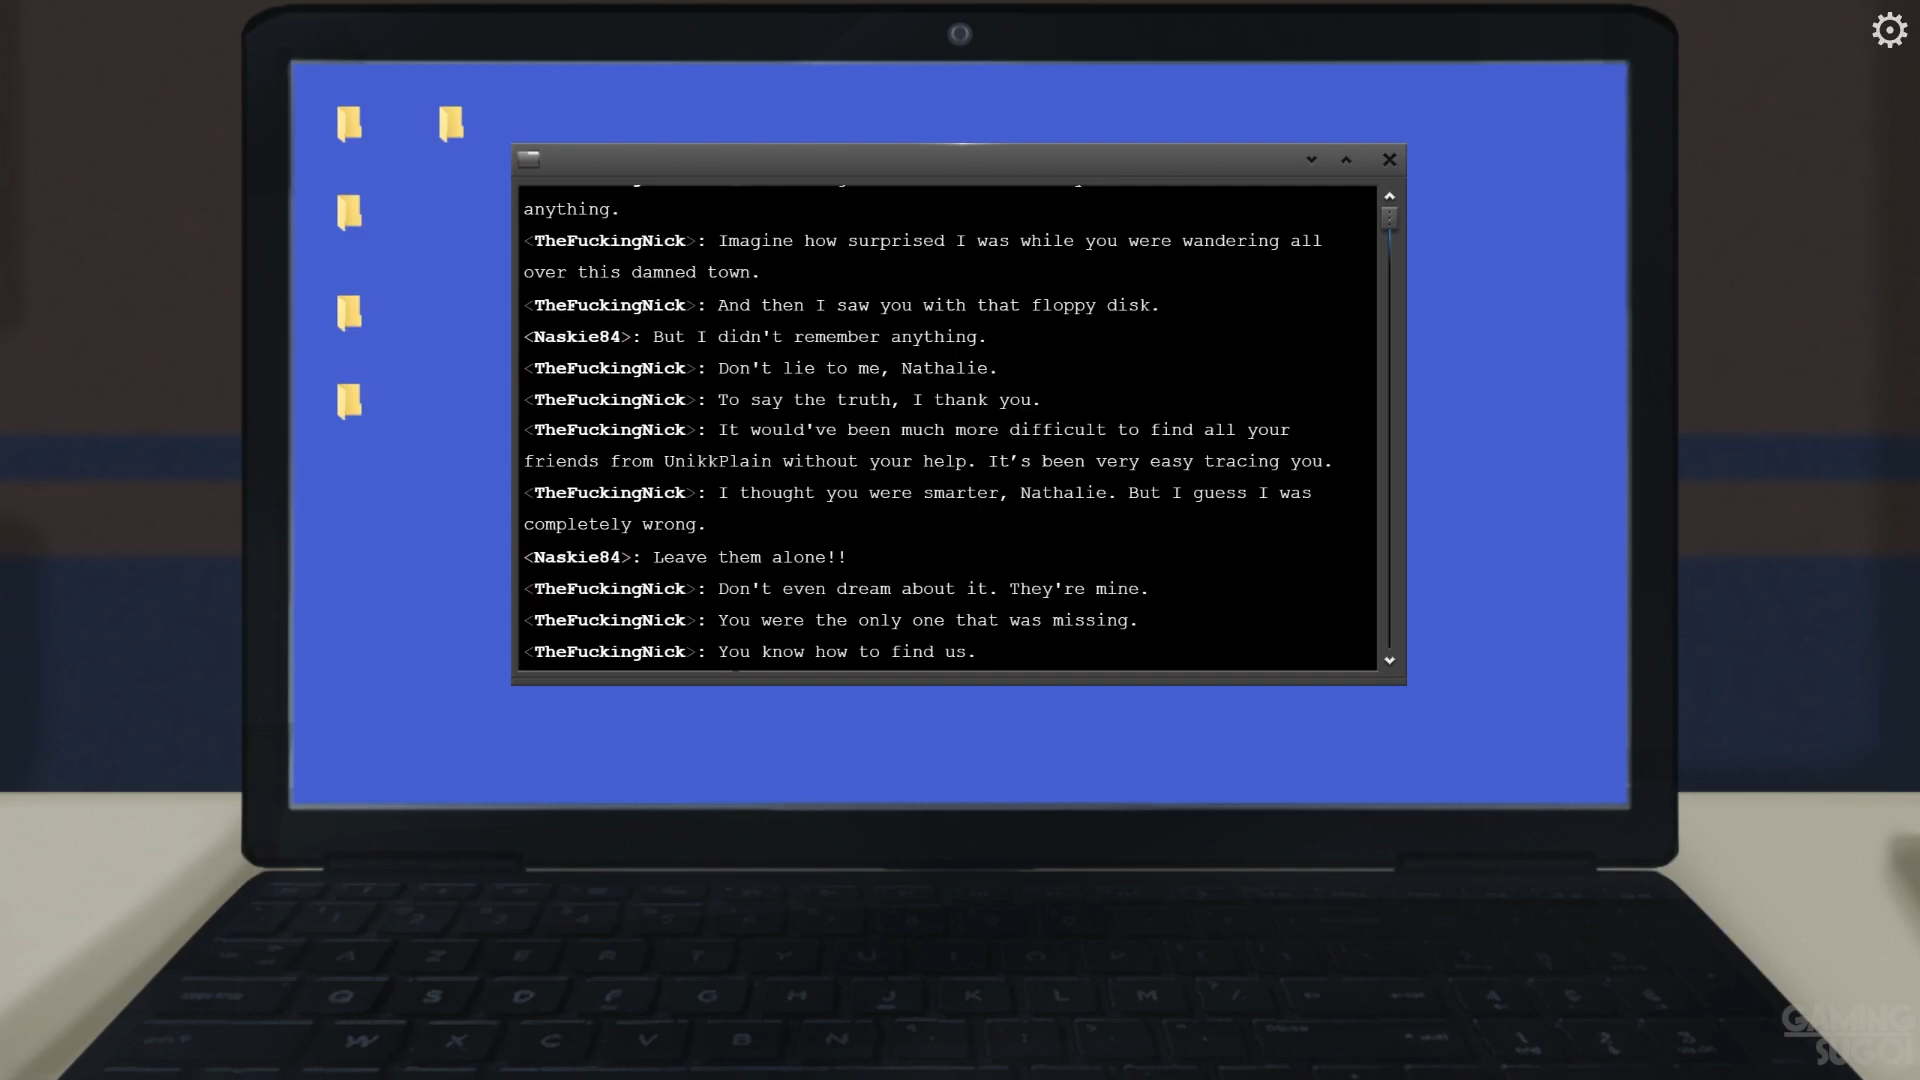 anything.
<TheFuckingNick>: Imagine how surprised I was while you were wandering all
over this damned town.
<TheFuckingNick>: And then I saw you with that floppy disk.
<Naskie84>: But I didn't remember anything.
<TheFuckingNick>: Don't lie to me, Nathalie.
<TheFuckingNick>: To say the truth, I thank you.
<TheFuckingNick>: It would've been much more difficult to find all your
friends from UnikkPlain without your help. It’s been very easy tracing you.
<TheFuckingNick>: I thought you were smarter, Nathalie. But I guess I was
completely wrong.
<Naskie84>: Leave them alone!!
<TheFuckingNick>: Don't even dream about it. They're mine.
<TheFuckingNick>: You were the only one that was missing.
<TheFuckingNick>: You know how to find us.
A Z E R T Y U
Q S D F G H J K L M
W X C V B N
GAMING
SUGOI